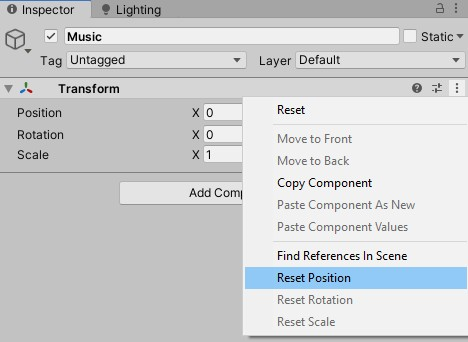 Inspector Lighting
Music Static
Tag Untagged Layer Default
Transform
Position X 0
Rotation X 0
Scale X 1
Add Comp
Reset
Move to Front
Move to Back
Copy Component
Paste Component As New
Paste Component Values
Find References In Scene
Reset Position
Reset Rotation
Reset Scale